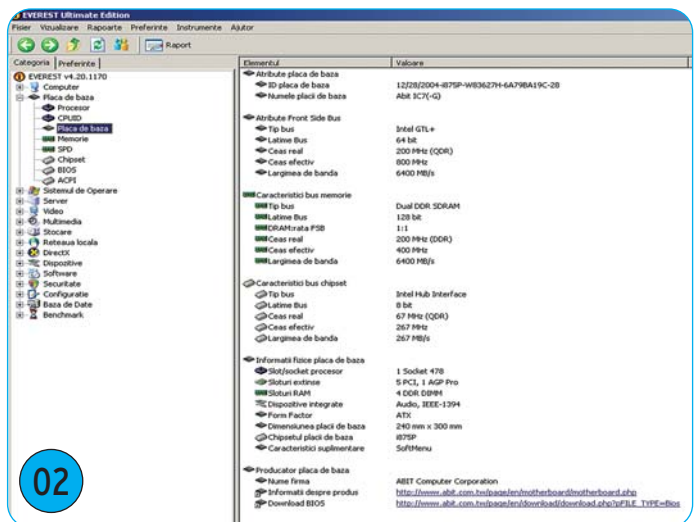 EVEREST Ultimate Edition
Fisier Vizualizare Rapoarte Preferinte Instrumente Ajutor
Raport
Categoria Preferinte
EVEREST v4.20.1170
Computer
Placa de baza
Procesor
CPUID
Placa de baza
Memorie
SPD
Chipset
BIOS
ACPI
Sistemul de Operare
Server
Video
Multimedia
Stocare
Reteaua locala
DirectX
Dispozitive
Software
Securitate
Configuratie
Baza de Date
Benchmark
Elementul Valoare
Atribute placa de baza
ID placa de baza 12/28/2004-i875P-W83627H-6A79BA19C-28
Numele placii de baza Abit IC7(-G)
Atribute Front Side Bus
Tip bus Intel GTL+
Latime Bus 64 bit
Ceas real 200 MHz (QDR)
Ceas efectiv 800 MHz
Largimea de banda 6400 MB/s
Caracteristici bus memorie
Tip bus Dual DDR SDRAM
Latime Bus 128 bit
DRAM:rata FSB 1:1
Ceas real 200 MHz (DDR)
Ceas efectiv 400 MHz
Largimea de banda 6400 MB/s
Caracteristici bus chipset
Tip bus Intel Hub Interface
Latime Bus 8 bit
Ceas real 67 MHz (QDR)
Ceas efectiv 267 MHz
Largimea de banda 267 MB/s
Informatii fizice placa de baza
Slot/socket procesor 1 Socket 478
Sloturi extinse 5 PCI, 1 AGP Pro
Sloturi RAM 4 DDR DIMM
Dispozitive integrate Audio, IEEE-1394
Form Factor ATX
Dimensiunea placii de baza 240 mm x 300 mm
Chipsetul placii de baza i875P
Caracteristici suplimentare SoftMenu
Producator placa de baza
Nume firma ABIT Computer Corporation
Informatii despre produs http://www.abit.com.tw/page/en/motherboard/motherboard.php
Download BIOS http://www.abit.com.tw/page/en/download/download.php?pFILE_TYPE=Bios
02